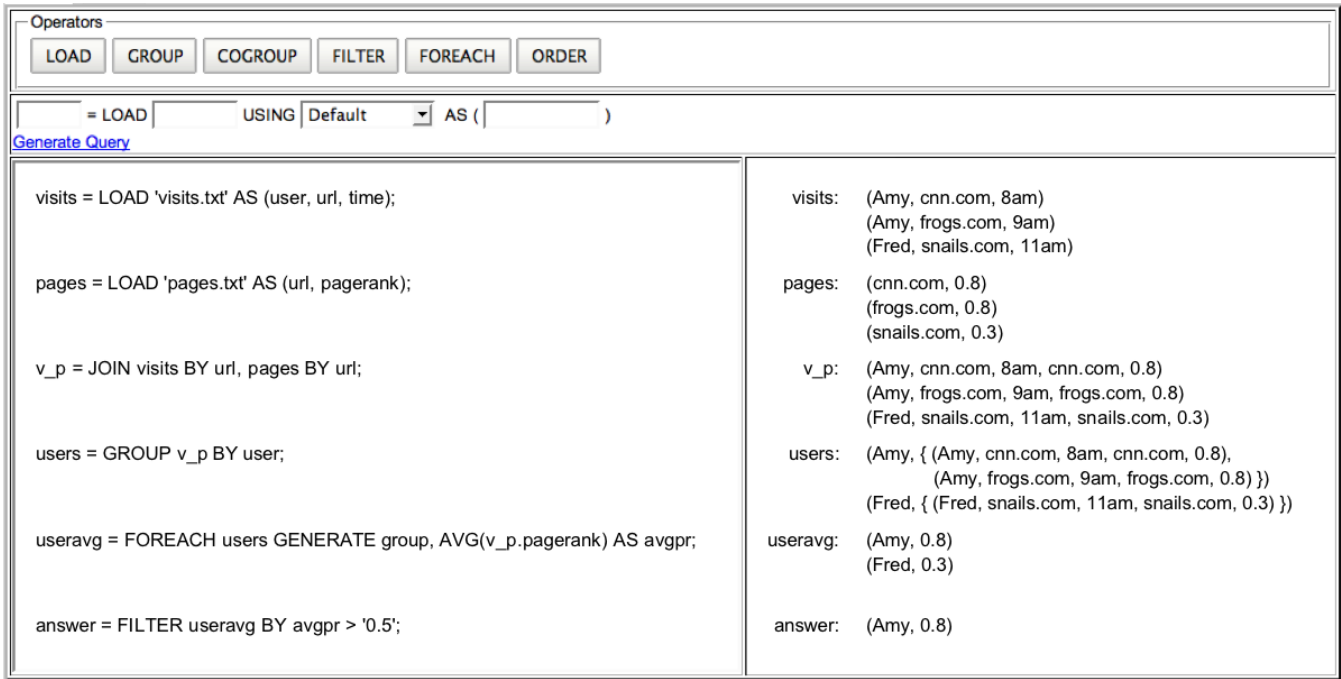 Operators
LOAD GROUP COGROUP FILTER FOREACH ORDER
= LOAD USING Default AS ( )
Generate Query
visits = LOAD 'visits.txt' AS (user, url, time);
visits: (Amy, cnn.com, 8am)
(Amy, frogs.com, 9am)
(Fred, snails.com, 11am)
pages = LOAD 'pages.txt' AS (url, pagerank);
pages: (cnn.com, 0.8)
(frogs.com, 0.8)
(snails.com, 0.3)
v_p = JOIN visits BY url, pages BY url;
v_p: (Amy, cnn.com, 8am, cnn.com, 0.8)
(Amy, frogs.com, 9am, frogs.com, 0.8)
(Fred, snails.com, 11am, snails.com, 0.3)
users = GROUP v_p BY user;
users: (Amy, { (Amy, cnn.com, 8am, cnn.com, 0.8),
(Amy, frogs.com, 9am, frogs.com, 0.8) })
(Fred, { (Fred, snails.com, 11am, snails.com, 0.3) })
useravg = FOREACH users GENERATE group, AVG(v_p.pagerank) AS avgpr;
useravg: (Amy, 0.8)
(Fred, 0.3)
answer = FILTER useravg BY avgpr > '0.5';
answer: (Amy, 0.8)